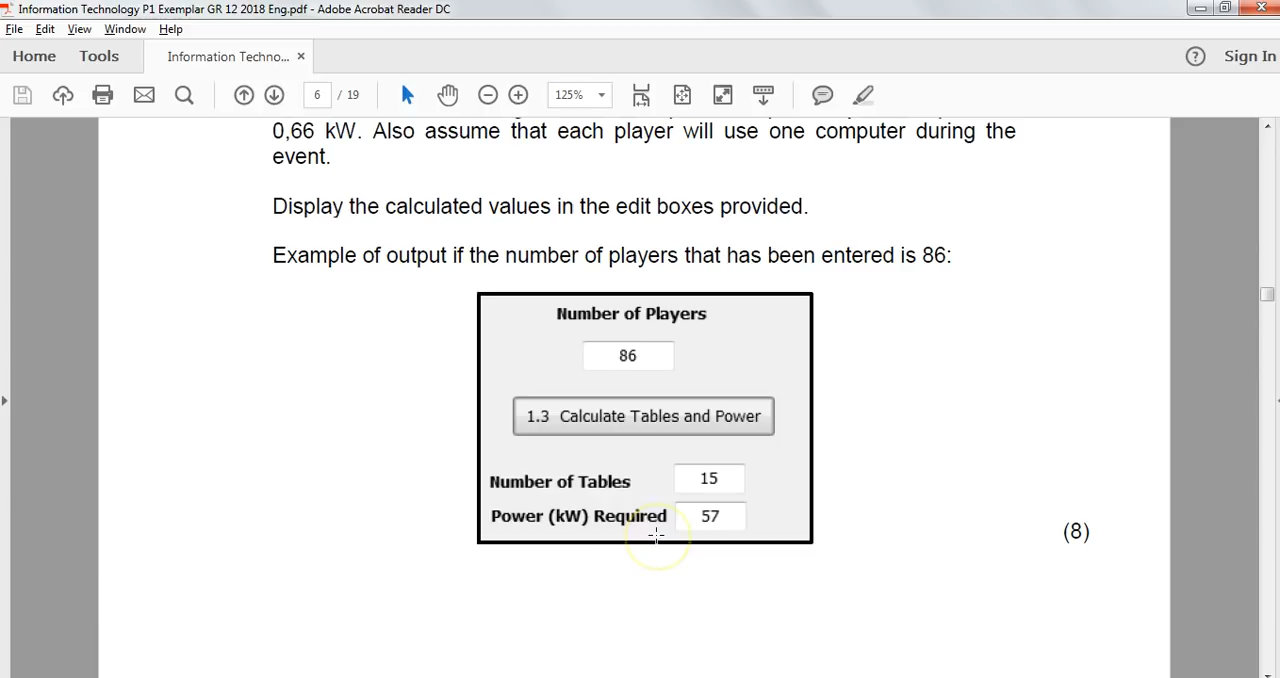 Information Technology P1 Exemplar GR 12 2018 Eng.pdf - Adobe Acrobat Reader DC
File Edit View Window Help
Home Tools Information Techno... × Sign In
6 / 19 125%
0,66 kW. Also assume that each player will use one computer during the
event.
Display the calculated values in the edit boxes provided.
Example of output if the number of players that has been entered is 86:
Number of Players
86
1.3 Calculate Tables and Power
Number of Tables 15
Power (kW) Required 57
(8)